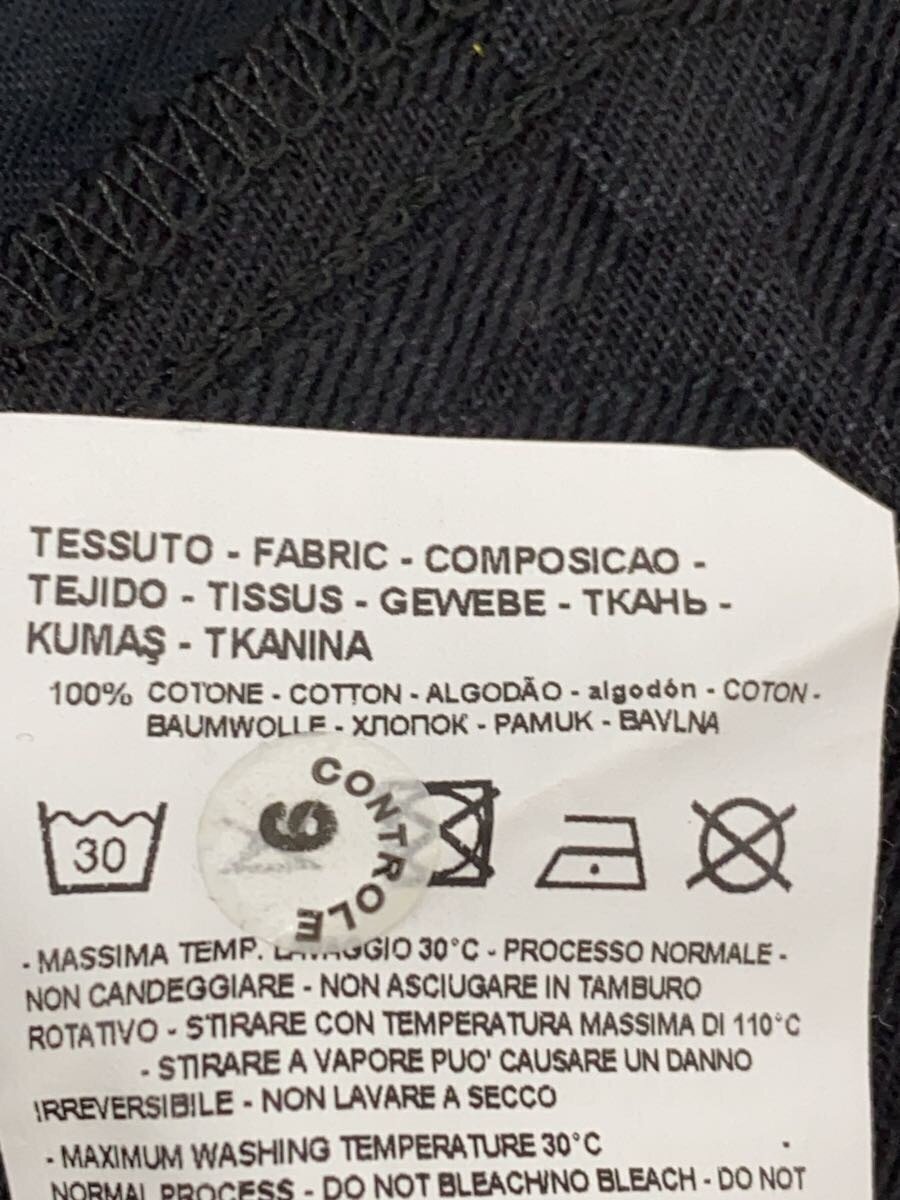 TESSUTO - FABRIC - COMPOSICAO -
TEJIDO - TISSUS - GEWEBE - ТКАНЬ -
KUMAŞ - TKANINA
100% COTONE - COTTON - ALGODÃO - algodón - COTON -
BAUMWOLLE - ХЛОПОК - PAMUK - BAVLNA
30
CONTROLE
6
- MASSIMA TEMP. LAVAGGIO 30°C - PROCESSO NORMALE -
NON CANDEGGIARE - NON ASCIUGARE IN TAMBURO
ROTATIVO - STIRARE CON TEMPERATURA MASSIMA DI 110°C
- STIRARE A VAPORE PUO' CAUSARE UN DANNO
IRREVERSIBILE - NON LAVARE A SECCO
- MAXIMUM WASHING TEMPERATURE 30°C
NORMAL PROCESS - DO NOT BLEACH/NO BLEACH - DO NOT